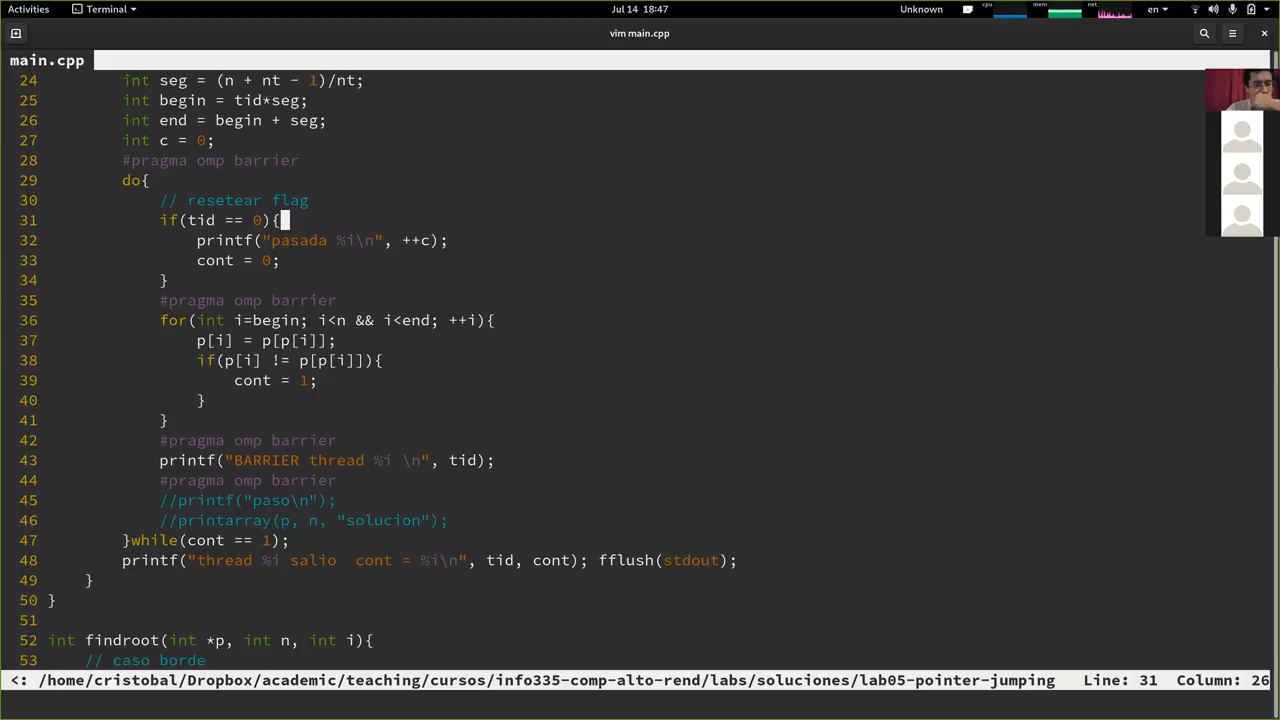 Activities Terminal Jul 14 18:47 Unknown cpu mem net en
vim main.cpp
main.cpp
24 int seg = (n + nt - 1)/nt;
25 int begin = tid*seg;
26 int end = begin + seg;
27 int c = 0;
28 #pragma omp barrier
29 do{
30 // resetear flag
31 if(tid == 0){
32 printf("pasada %i\n", ++c);
33 cont = 0;
34 }
35 #pragma omp barrier
36 for(int i=begin; i<n && i<end; ++i){
37 p[i] = p[p[i]];
38 if(p[i] != p[p[i]]){
39 cont = 1;
40 }
41 }
42 #pragma omp barrier
43 printf("BARRIER thread %i \n", tid);
44 #pragma omp barrier
45 //printf("paso\n");
46 //printarray(p, n, "solucion");
47 }while(cont == 1);
48 printf("thread %i salio  cont = %i\n", tid, cont); fflush(stdout);
49 }
50 }
51
52 int findroot(int *p, int n, int i){
53 // caso borde
<: /home/cristobal/Dropbox/academic/teaching/cursos/info335-comp-alto-rend/labs/soluciones/lab05-pointer-jumping Line: 31 Column: 26